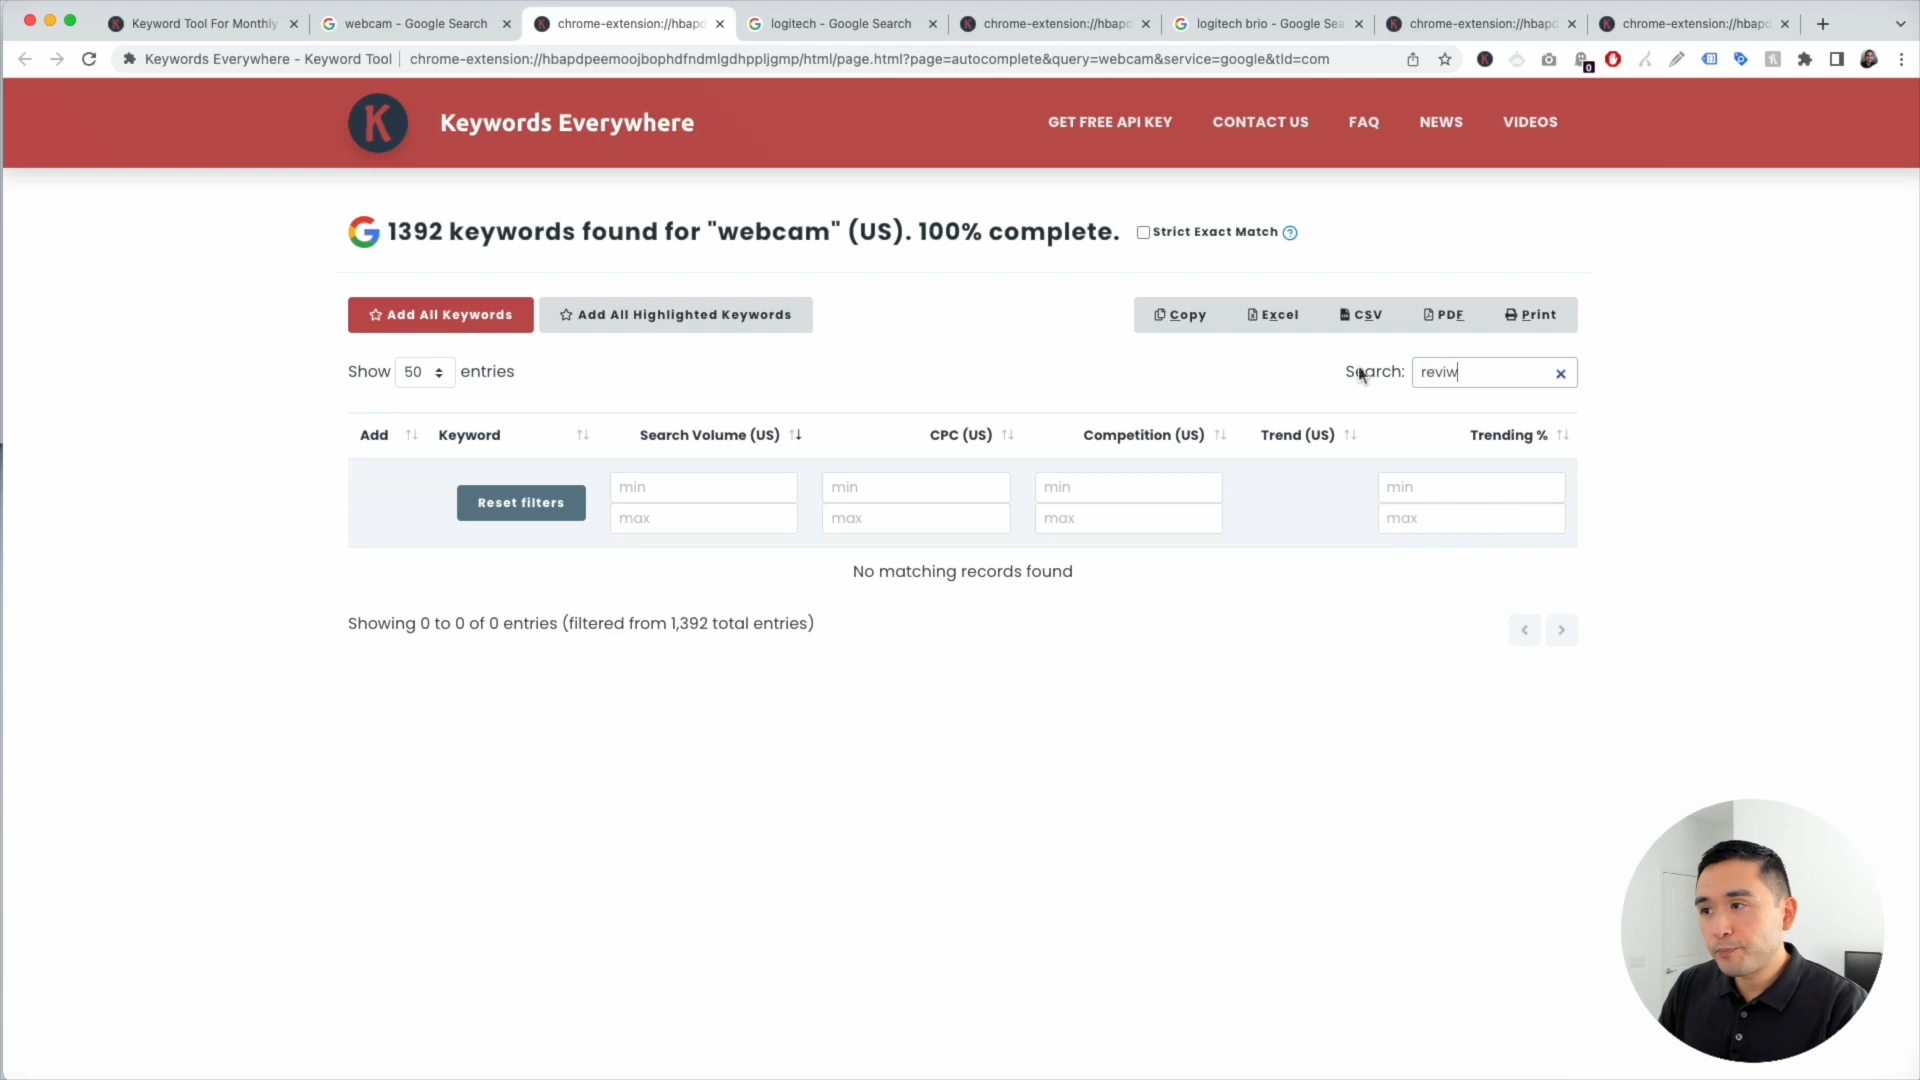 Keyword Tool For Monthly
webcam - Google Search
chrome-extension://hbapd
logitech - Google Search
chrome-extension://hbapd
logitech brio - Google Sea
chrome-extension://hbapd
chrome-extension://hbapd
Keywords Everywhere - Keyword Tool
chrome-extension://hbapdpeemoojbophdfndmlgdhppljgmp/html/page.html?page=autocomplete&query=webcam&service=google&tld=com
0
K
Keywords Everywhere
GET FREE API KEY
CONTACT US
FAQ
NEWS
VIDEOS
1392 keywords found for "webcam" (US). 100% complete.
Strict Exact Match ?
Add All Keywords
Add All Highlighted Keywords
Copy
Excel
CSV
PDF
Print
Show 50 entries
Search: reviw
Add
Keyword
Search Volume (US)
CPC (US)
Competition (US)
Trend (US)
Trending %
Reset filters
min
min
min
min
max
max
max
max
No matching records found
Showing 0 to 0 of 0 entries (filtered from 1,392 total entries)